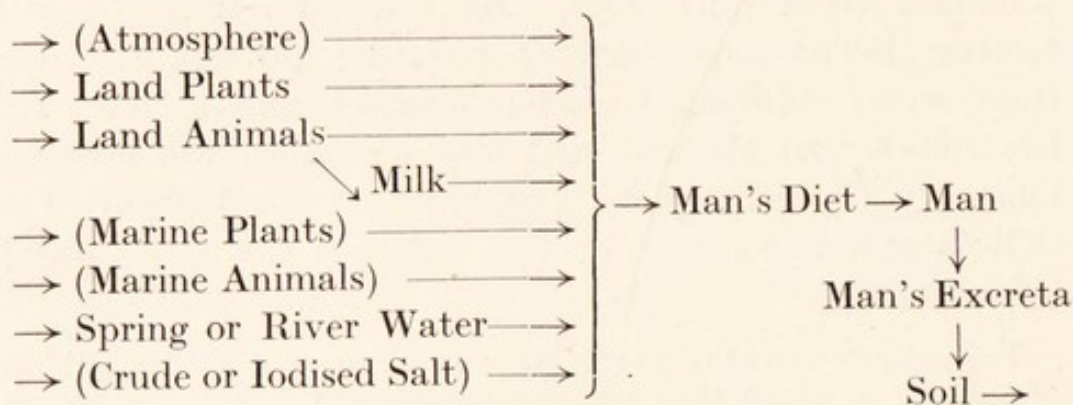 → (Atmosphere) →
→ Land Plants →
→ Land Animals →
↘ Milk →
→ Man's Diet → Man
→ (Marine Plants) →
→ (Marine Animals) →
↓
Man's Excreta
→ Spring or River Water →
↓
→ (Crude or Iodised Salt) →
Soil →